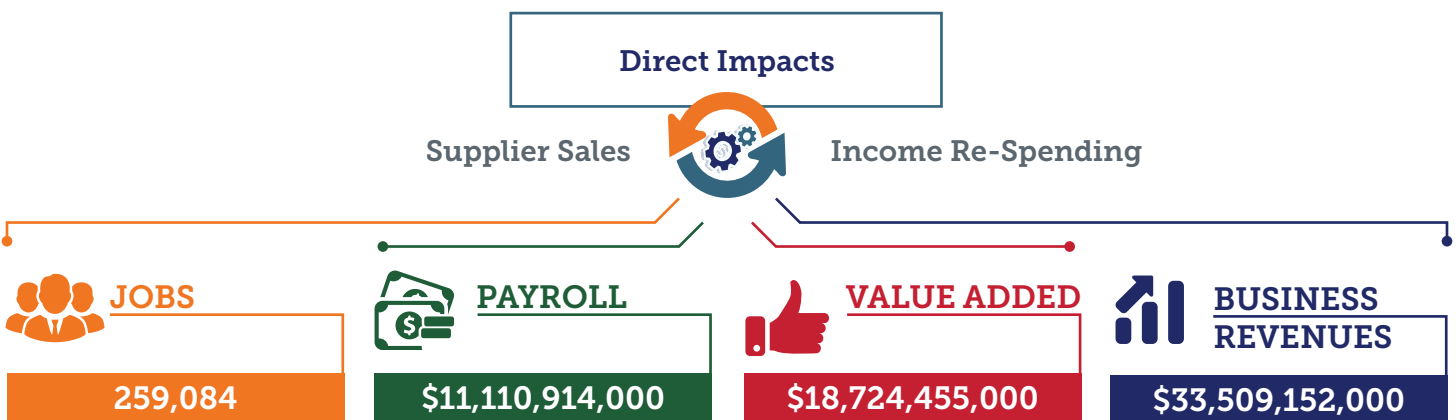 Direct Impacts
Supplier Sales
Income Re-Spending
JOBS
259,084
PAYROLL
$
$11,110,914,000
VALUE ADDED
$18,724,455,000
BUSINESS
REVENUES
$33,509,152,000